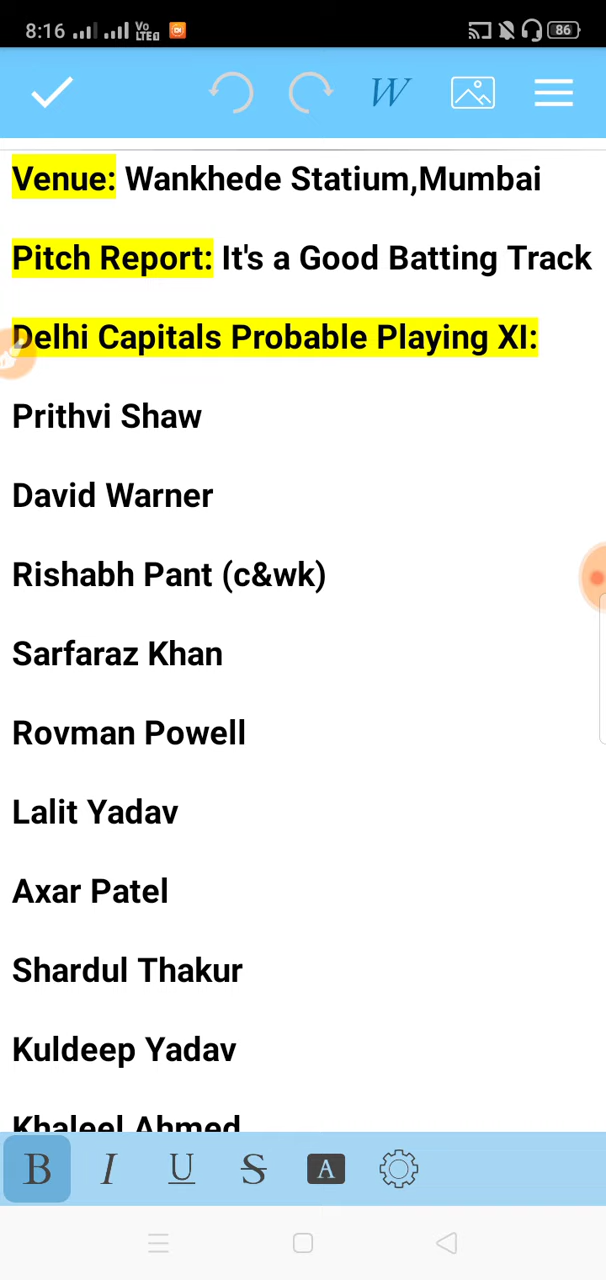 8:16 Vo LTE 86
W
Venue: Wankhede Statium,Mumbai
Pitch Report: It's a Good Batting Track
Delhi Capitals Probable Playing XI:
Prithvi Shaw
David Warner
Rishabh Pant (c&wk)
Sarfaraz Khan
Rovman Powell
Lalit Yadav
Axar Patel
Shardul Thakur
Kuldeep Yadav
Khaleel Ahmed
B I U S A